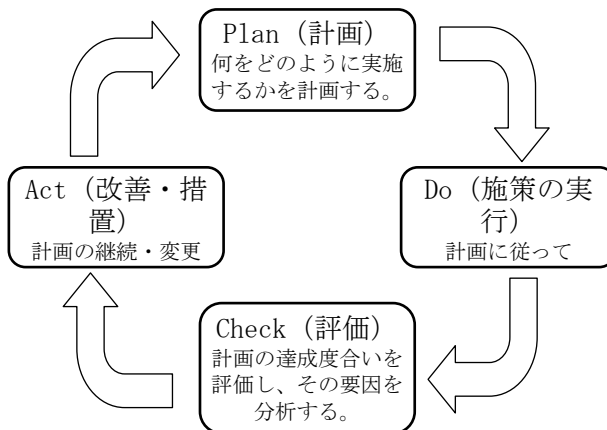 Plan (計画)
何をどのように実施
するかを計画する。
Act (改善・措
置)
計画の継続・変更
Do (施策の実
行)
計画に従って
Check (評価)
計画の達成度合いを
評価し、その要因を
分析する。